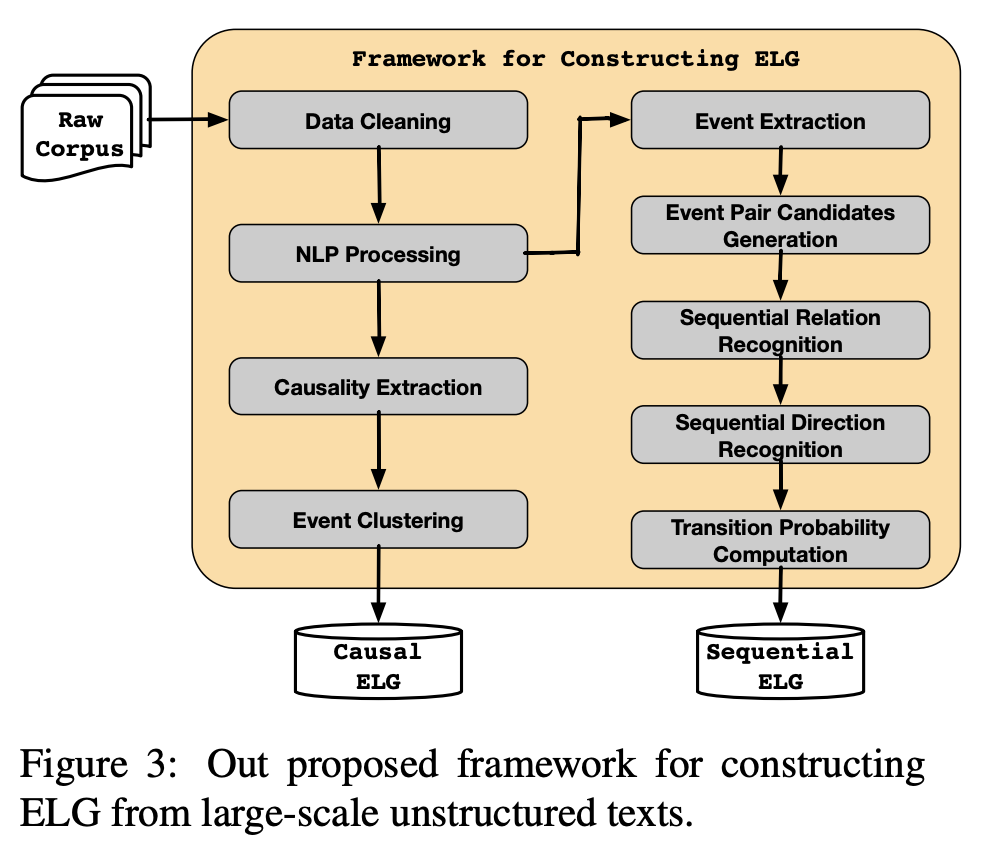 Framework for Constructing ELG
Raw
Corpus
Data Cleaning
NLP Processing
Causality Extraction
Event Clustering
Causal
ELG
Event Extraction
Event Pair Candidates
Generation
Sequential Relation
Recognition
Sequential Direction
Recognition
Transition Probability
Computation
Sequential
ELG
Figure 3: Out proposed framework for constructing
ELG from large-scale unstructured texts.